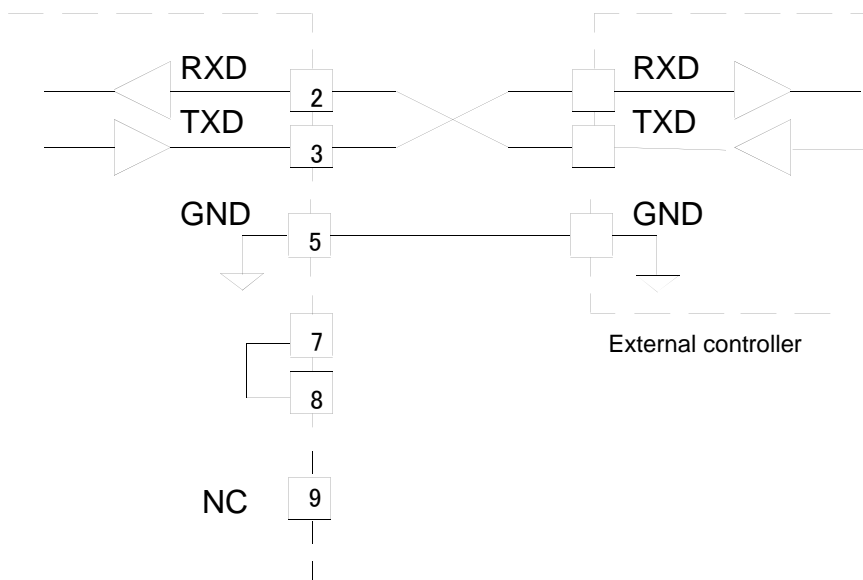 RXD
2
RXD
TXD
3
TXD
GND
5
GND
7
External controller
8
NC
9